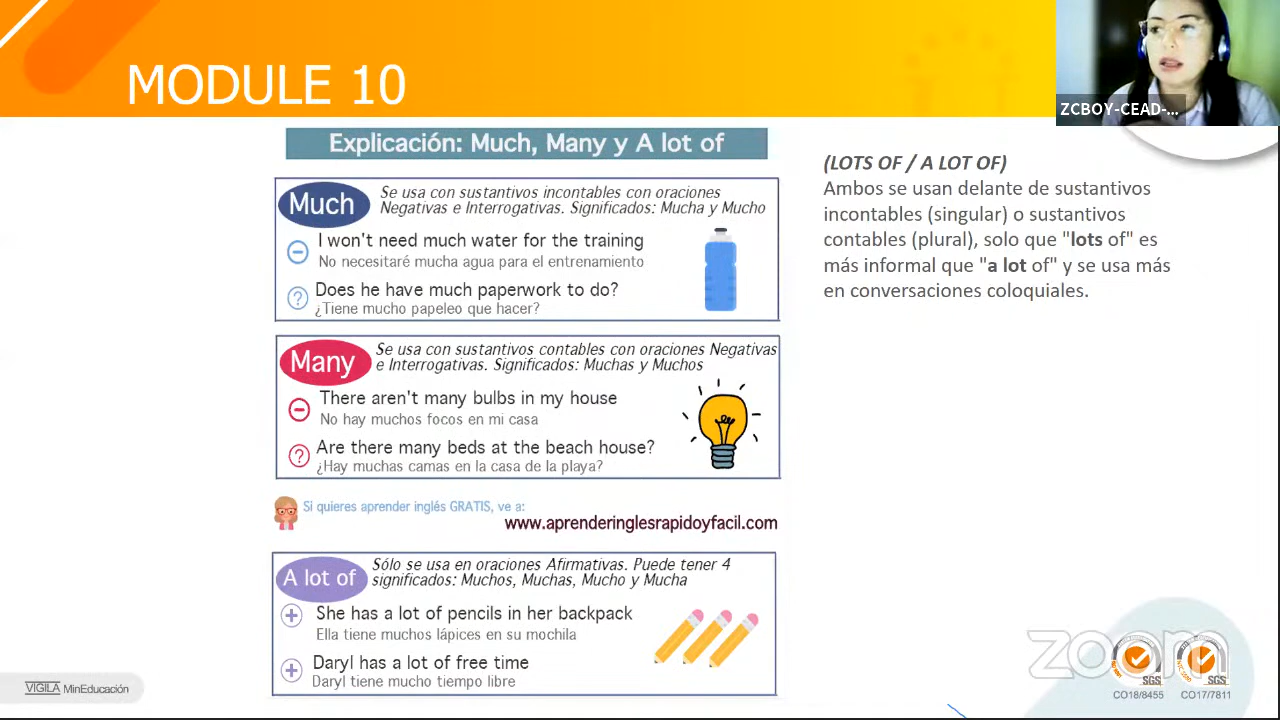 MODULE 10
ZCBOY-CEAD-...
Explicación: Much, Many y A lot of
Much
Se usa con sustantivos incontables con oraciones
Negativas e Interrogativas. Significados: Mucha y Mucho
I won't need much water for the training
No necesitaré mucha agua para el entrenamiento
?
Does he have much paperwork to do?
¿Tiene mucho papeleo que hacer?
Many
Se usa con sustantivos contables con oraciones Negativas
e Interrogativas. Significados: Muchas y Muchos
There aren't many bulbs in my house
No hay muchos focos en mi casa
?
Are there many beds at the beach house?
¿Hay muchas camas en la casa de la playa?
Si quieres aprender inglés GRATIS, ve a:
www.aprenderinglesrapidoyfacil.com
A lot of
Sólo se usa en oraciones Afirmativas. Puede tener 4
significados: Muchos, Muchas, Mucho y Mucha
+
She has a lot of pencils in her backpack
Ella tiene muchos lápices en su mochila
+
Daryl has a lot of free time
Daryl tiene mucho tiempo libre
(LOTS OF / A LOT OF)
Ambos se usan delante de sustantivos
incontables (singular) o sustantivos
contables (plural), solo que "lots of" es
más informal que "a lot of" y se usa más
en conversaciones coloquiales.
VIGILA MinEducación
zoom
SGS
SGS
CO18/8455
CO17/7811